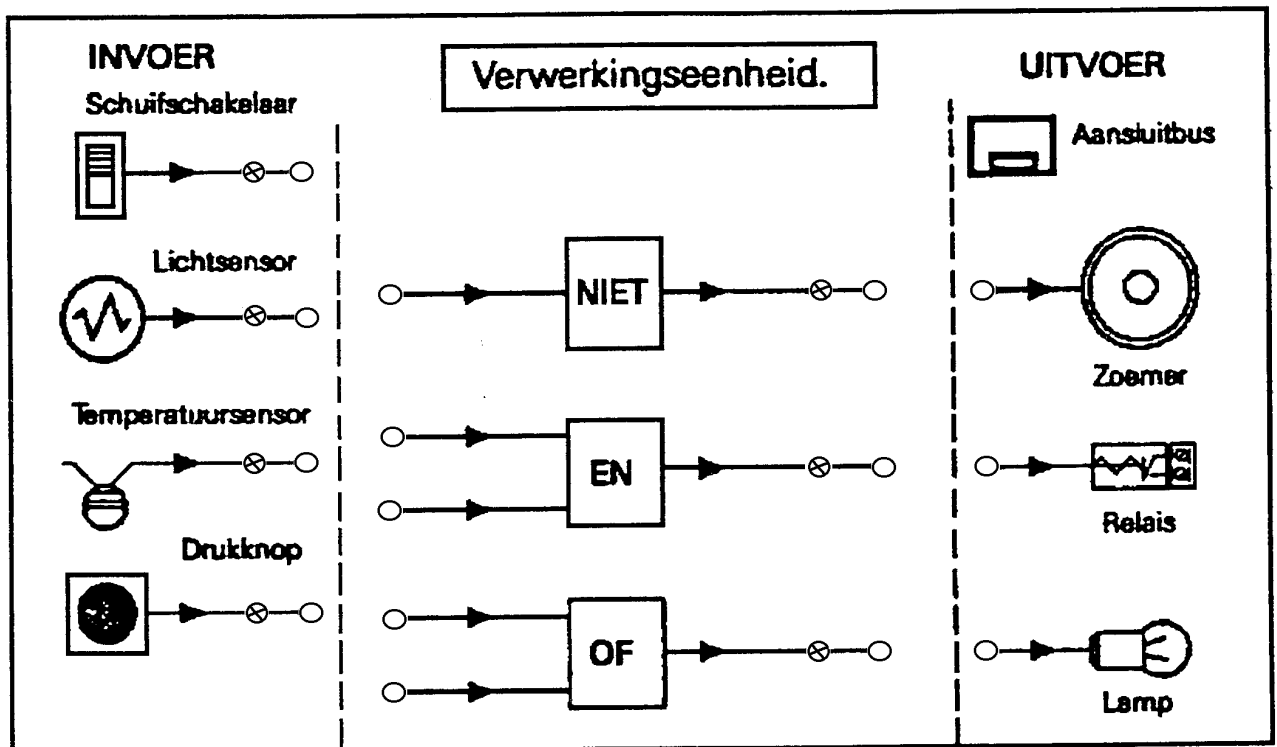 INVOER
Schuifschakelaar
Lichtsensor
Temperatuursensor
Drukknop
Verwerkingseenheid.
NIET
EN
OF
UITVOER
Aansluitbus
Zoemer
Relais
Lamp